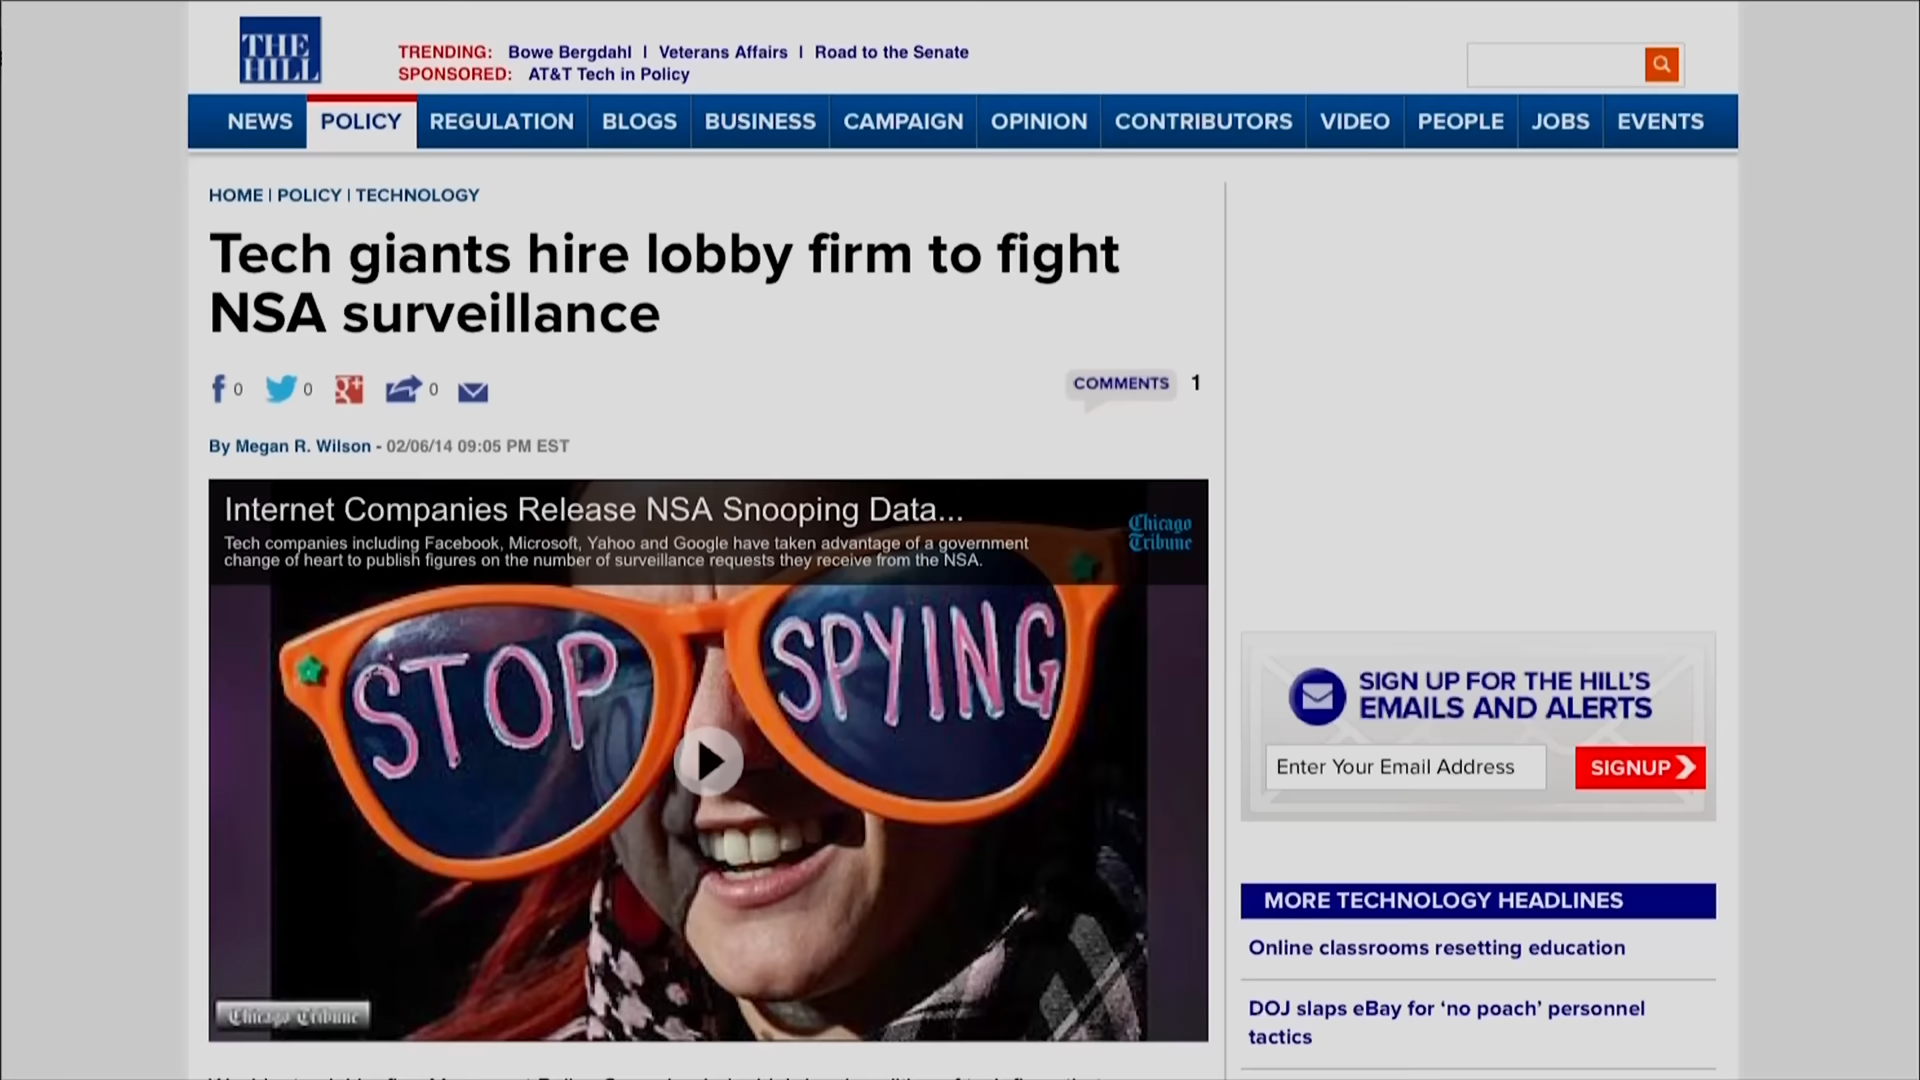 THE
HILL
TRENDING: Bowe Bergdahl | Veterans Affairs | Road to the Senate
SPONSORED: AT&T Tech in Policy
NEWS POLICY REGULATION BLOGS BUSINESS CAMPAIGN OPINION CONTRIBUTORS VIDEO PEOPLE JOBS EVENTS
HOME | POLICY | TECHNOLOGY
Tech giants hire lobby firm to fight
NSA surveillance
0 0 0
COMMENTS 1
By Megan R. Wilson - 02/06/14 09:05 PM EST
Internet Companies Release NSA Snooping Data...
Tech companies including Facebook, Microsoft, Yahoo and Google have taken advantage of a government
change of heart to publish figures on the number of surveillance requests they receive from the NSA.
Chicago
Tribune
STOP SPYING
Chicago Tribune
SIGN UP FOR THE HILL'S
EMAILS AND ALERTS
Enter Your Email Address
SIGNUP
MORE TECHNOLOGY HEADLINES
Online classrooms resetting education
DOJ slaps eBay for ‘no poach’ personnel
tactics